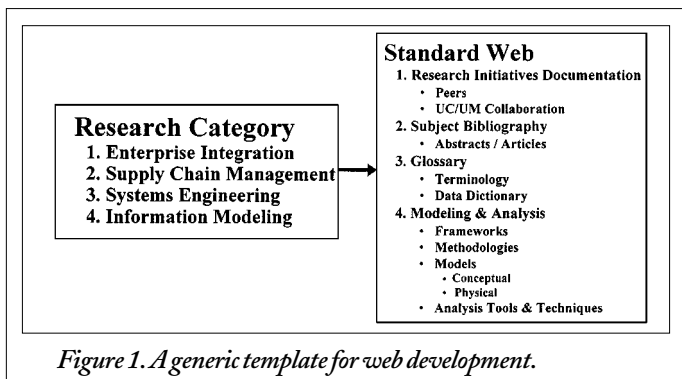 Research Category
1. Enterprise Integration
2. Supply Chain Management
3. Systems Engineering
4. Information Modeling
Standard Web
1. Research Initiatives Documentation
• Peers
• UC/UM Collaboration
2. Subject Bibliography
• Abstracts / Articles
3. Glossary
• Terminology
• Data Dictionary
4. Modeling & Analysis
• Frameworks
• Methodologies
• Models
• Conceptual
• Physical
• Analysis Tools & Techniques
Figure 1. A generic template for web development.